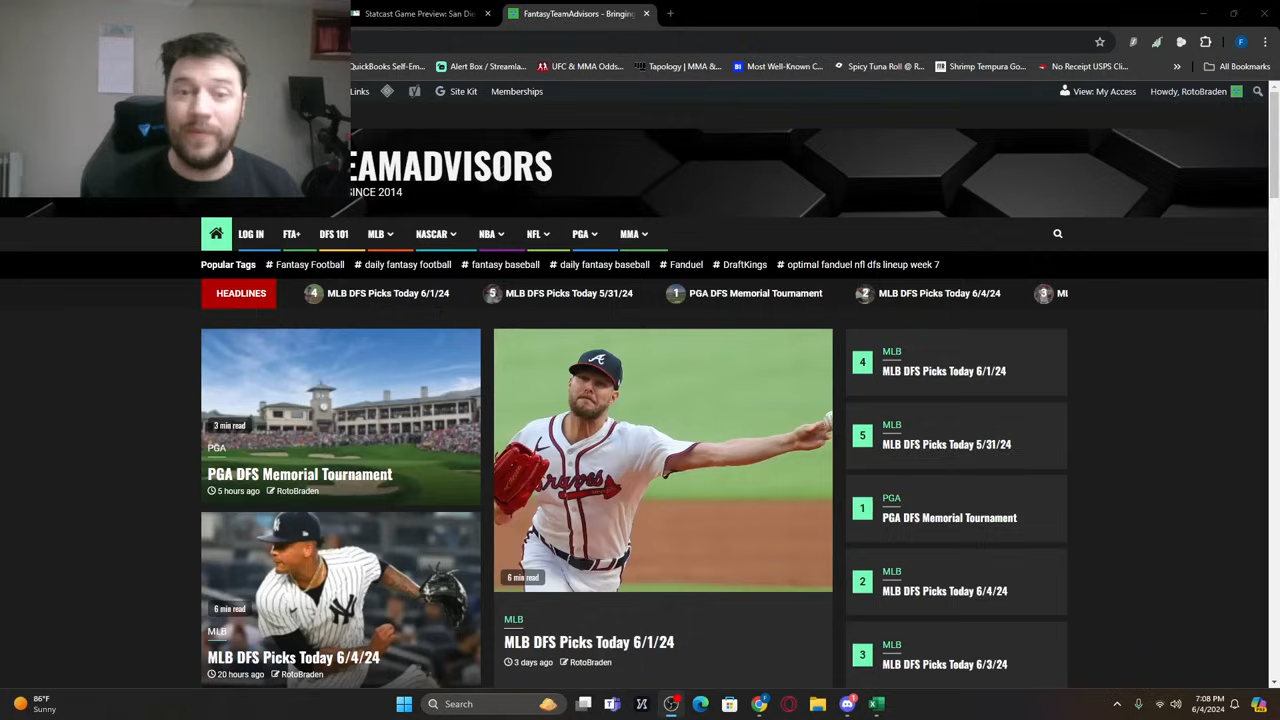 Statcast Game Preview: San Die
FantasyTeamAdvisors - Bringing
QuickBooks Self-Em...
Alert Box / Streamla...
UFC & MMA Odds...
Tapology | MMA &...
Most Well-Known C...
Spicy Tuna Roll @ R...
Shrimp Tempura Go...
No Receipt USPS Cli...
All Bookmarks
Links
Site Kit
Memberships
View: My Access
Howdy, RotoBraden
EAMADVISORS
SINCE 2014
LOG IN
FTA+
DFS 101
MLB
NASCAR
NBA
NFL
PGA
MMA
Popular Tags
# Fantasy Football
# daily fantasy football
# fantasy baseball
# daily fantasy baseball
# Fanduel
# DraftKings
# optimal fanduel nfl dfs lineup week 7
HEADLINES
4
MLB DFS Picks Today 6/1/24
5
MLB DFS Picks Today 5/31/24
1
PGA DFS Memorial Tournament
2
MLB DFS Picks Today 6/4/24
3
3 min read
PGA
PGA DFS Memorial Tournament
5 hours ago
RotoBraden
6 min read
MLB
MLB DFS Picks Today 6/4/24
20 hours ago
RotoBraden
Braves
6 min read
MLB
MLB DFS Picks Today 6/1/24
3 days ago
RotoBraden
4
MLB
MLB DFS Picks Today 6/1/24
5
MLB
MLB DFS Picks Today 5/31/24
1
PGA
PGA DFS Memorial Tournament
2
MLB
MLB DFS Picks Today 6/4/24
3
MLB
MLB DFS Picks Today 6/3/24
86°F
Sunny
Search
7:08 PM
6/4/2024